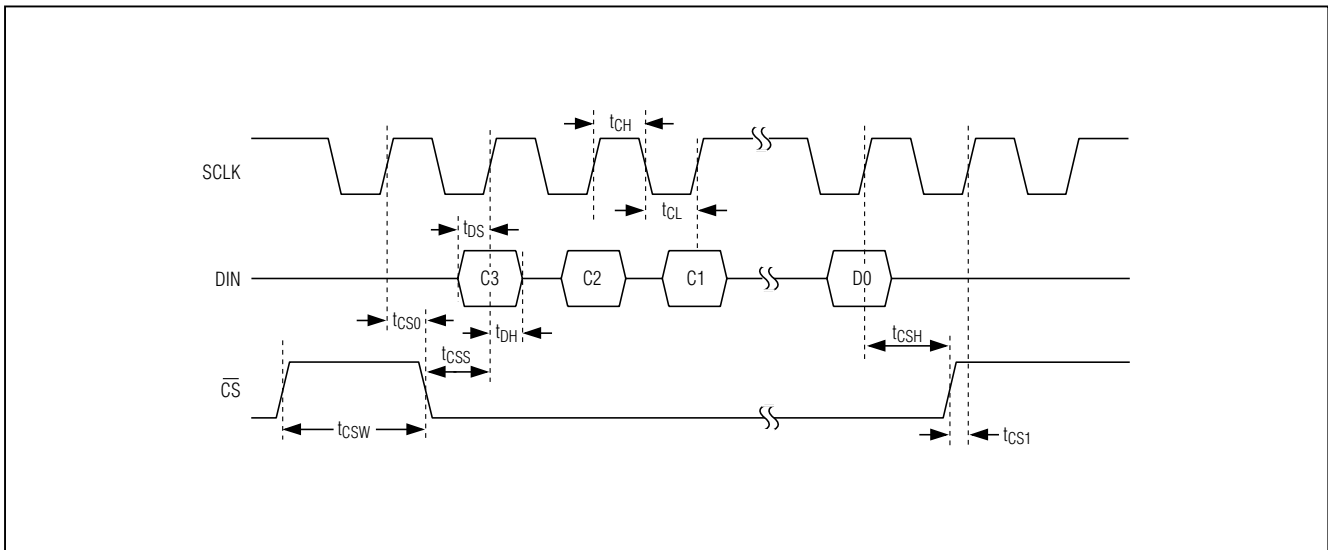 tCH
SCLK
tCL
tDS
DIN
C3
C2
C1
D0
tCS0
tDH
tCSS
tCSH
CS
tCSW
tCS1